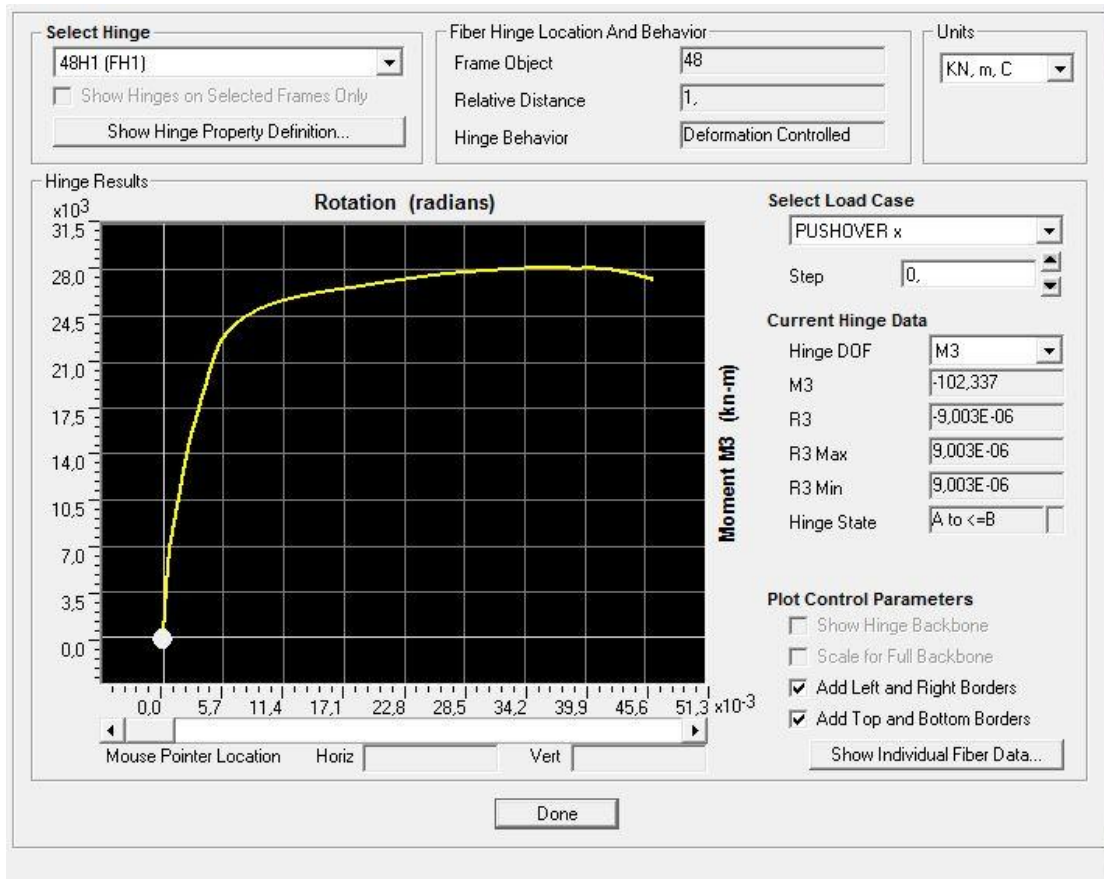 Select Hinge
48H1 (FH1)
Show Hinges on Selected Frames Only
Show Hinge Property Definition...
Fiber Hinge Location And Behavior
Frame Object 48
Relative Distance 1,
Hinge Behavior Deformation Controlled
Units
KN, m, C
Hinge Results
Rotation (radians)
x10³
31,5
28,0
24,5
21,0
17,5
14,0
10,5
7,0
3,5
0,0
0,0 5,7 11,4 17,1 22,8 28,5 34,2 39,9 45,6 51,3 x10⁻³
Moment M3 (kn-m)
Mouse Pointer Location Horiz Vert
Select Load Case
PUSHOVER x
Step 0,
Current Hinge Data
Hinge DOF M3
M3 -102,337
R3 -9,003E-06
R3 Max 9,003E-06
R3 Min 9,003E-06
Hinge State A to <=B
Plot Control Parameters
Show Hinge Backbone
Scale for Full Backbone
Add Left and Right Borders
Add Top and Bottom Borders
Show Individual Fiber Data...
Done